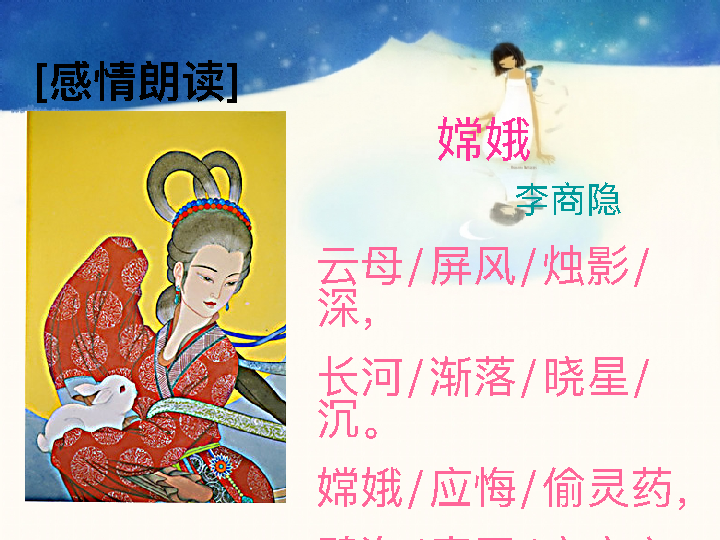 [感情朗读]
嫦娥
李商隐
云母/屏风/烛影/
深，
长河/渐落/晓星/
沉。
嫦娥/应悔/偷灵药，